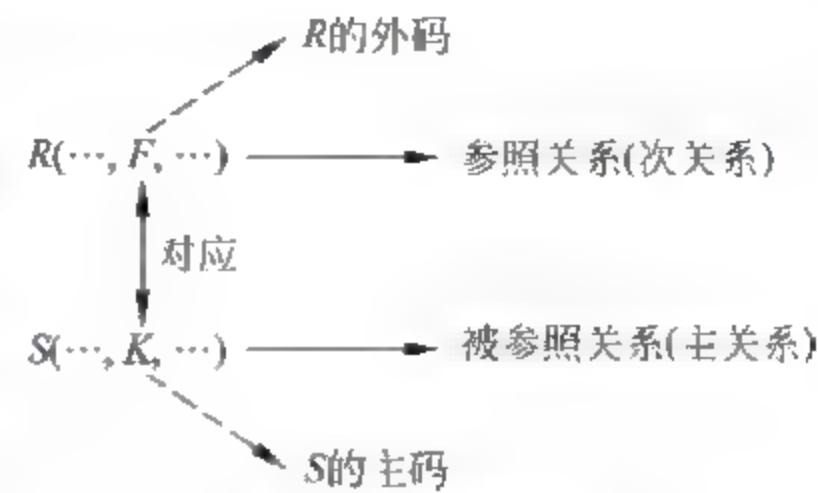 R的外码
R(…, F, …) 参照关系(次关系)
对应
S(…, K, …) 被参照关系(主关系)
S的主码